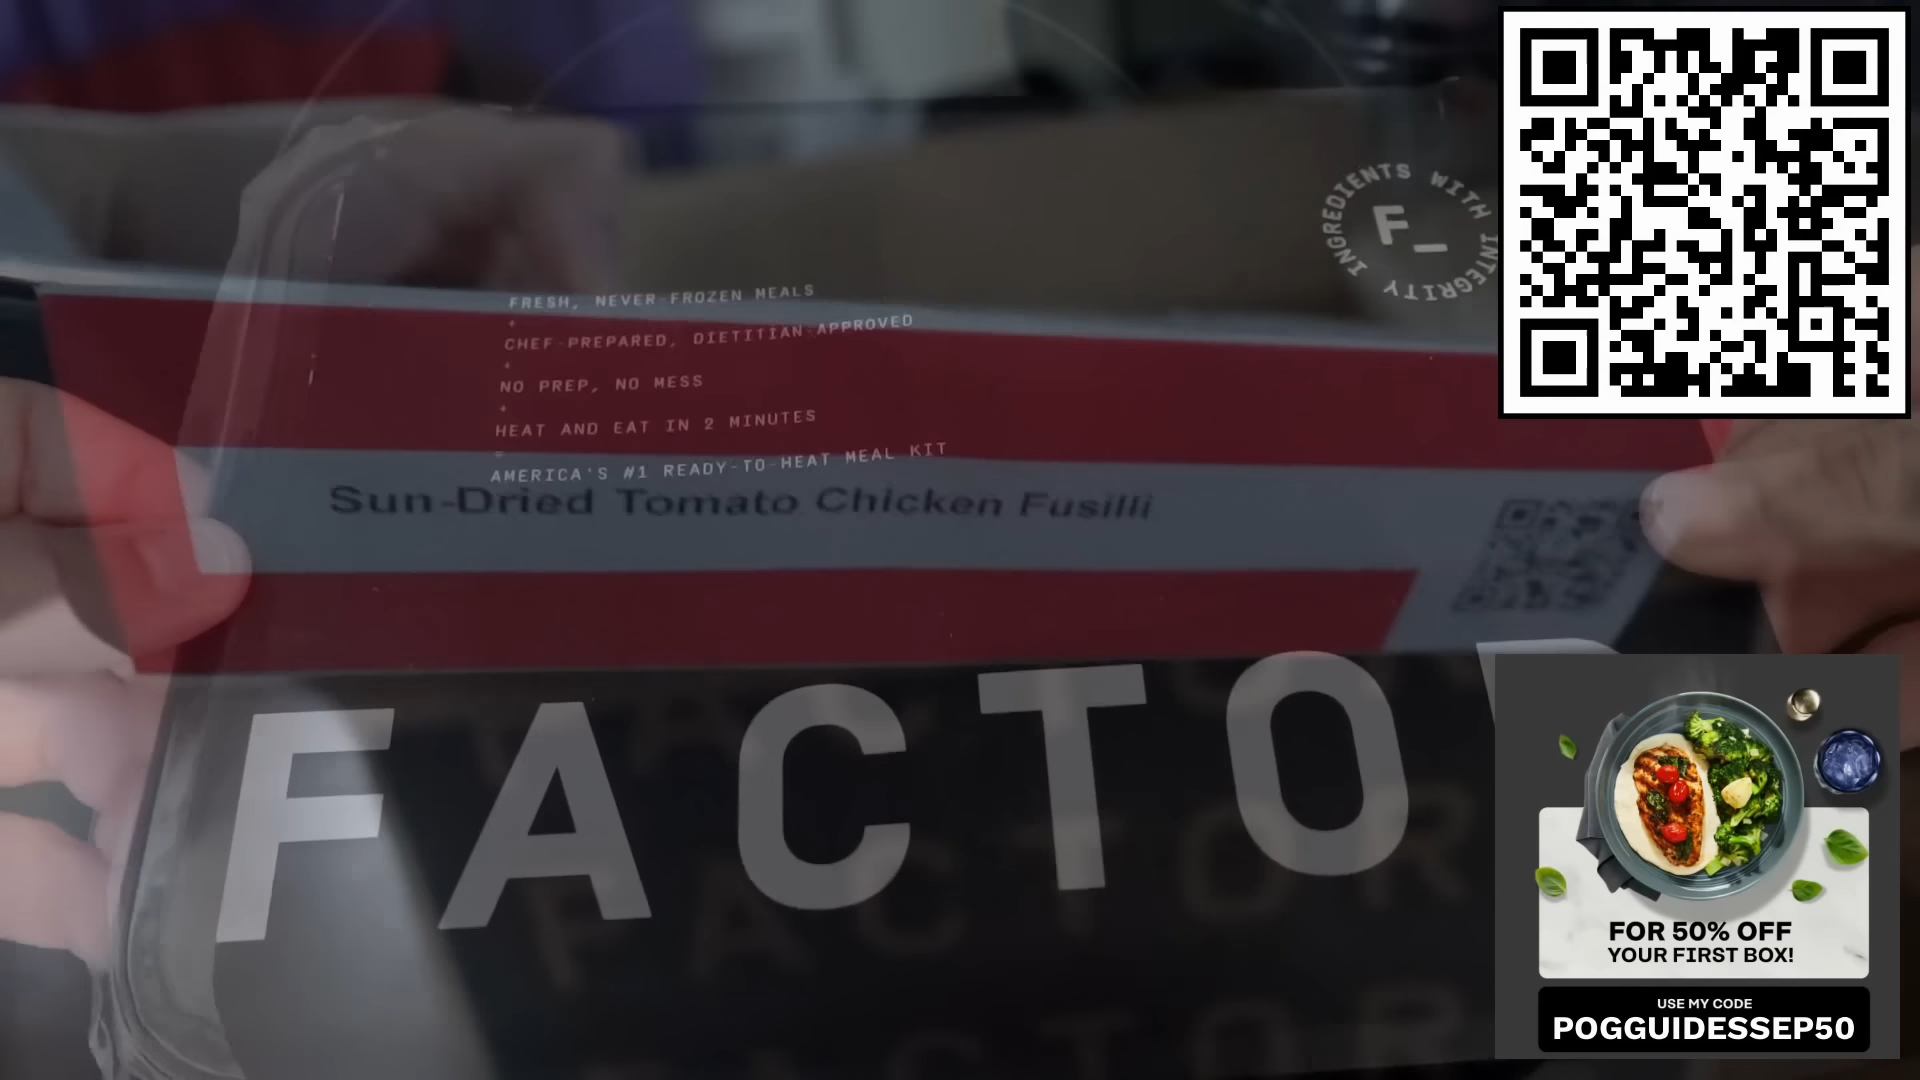 INGREDIENTS WITH INTEGRITY
F_
FRESH, NEVER FROZEN MEALS
+
CHEF-PREPARED, DIETITIAN-APPROVED
+
NO PREP, NO MESS
+
HEAT AND EAT IN 2 MINUTES
=
AMERICA'S #1 READY-TO-HEAT MEAL KIT
Sun-Dried Tomato Chicken Fusilli
FACTO
FACTOR
FACTOR
FOR 50% OFF
YOUR FIRST BOX!
USE MY CODE
POGGUIDESSEP50